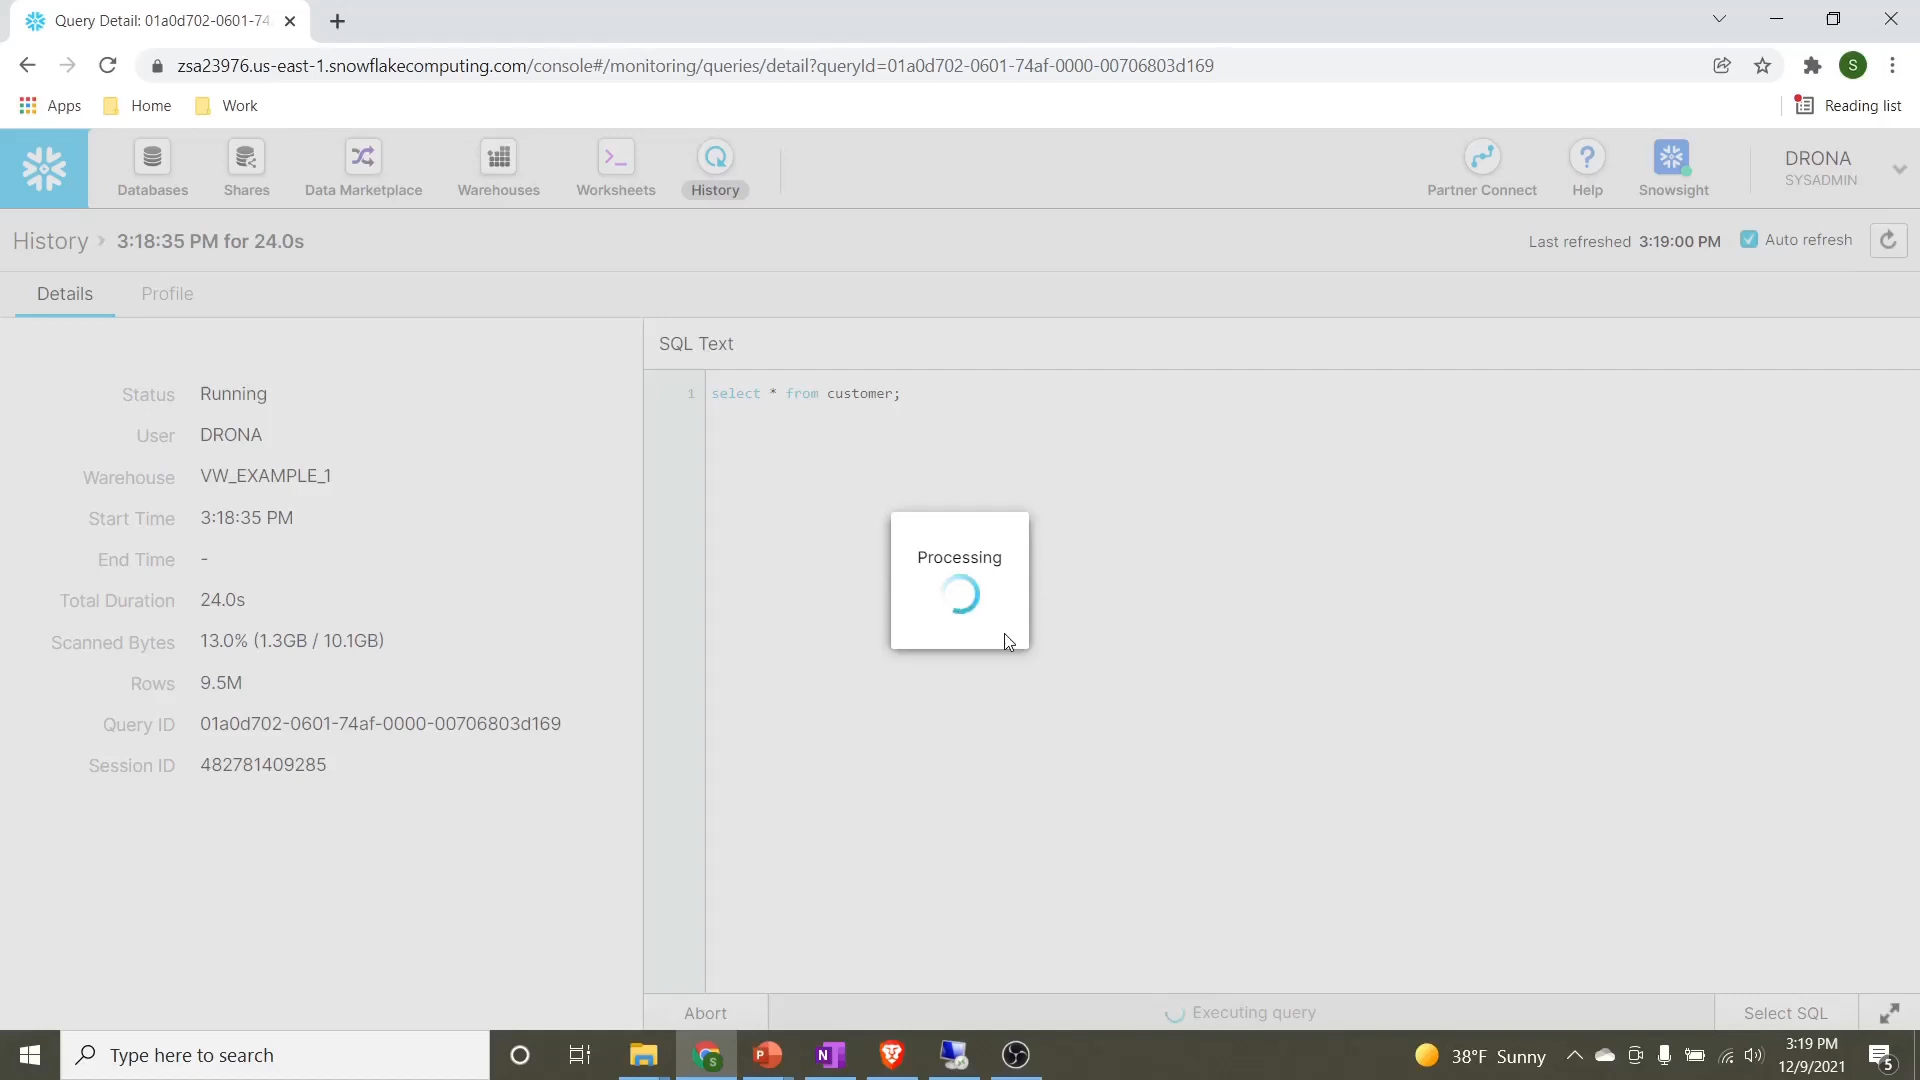 Query Detail: 01a0d702-0601-74
zsa23976.us-east-1.snowflakecomputing.com/console#/monitoring/queries/detail?queryId=01a0d702-0601-74af-0000-00706803d169
S
Apps Home Work Reading list
Databases Shares Data Marketplace Warehouses Worksheets History Partner Connect Help Snowsight
DRONA
SYSADMIN
History > 3:18:35 PM for 24.0s Last refreshed 3:19:00 PM Auto refresh
Details Profile
SQL Text
1 select * from customer;
Status Running
User DRONA
Warehouse VW_EXAMPLE_1
Start Time 3:18:35 PM
End Time -
Total Duration 24.0s
Scanned Bytes 13.0% (1.3GB / 10.1GB)
Rows 9.5M
Query ID 01a0d702-0601-74af-0000-00706803d169
Session ID 482781409285
Processing
Abort Executing query Select SQL
Type here to search
38°F Sunny
3:19 PM
12/9/2021
5